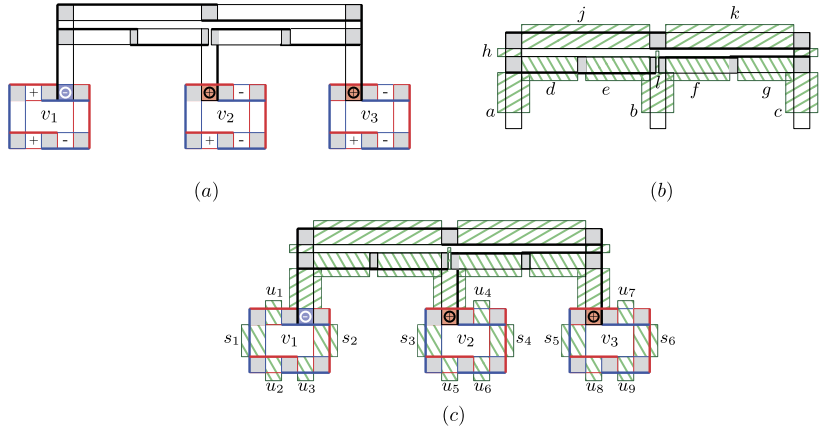 + ⊖ ⊕ - ⊕ -
v₁ v₂ v₃
+ - + - + -
(a)
j k
h
d e l f g
a b c
(b)
u₁ u₄ u₇
⊖ ⊕ ⊕
s₁ v₁ s₂ s₃ v₂ s₄ s₅ v₃ s₆
u₂ u₃ u₅ u₆ u₈ u₉
(c)